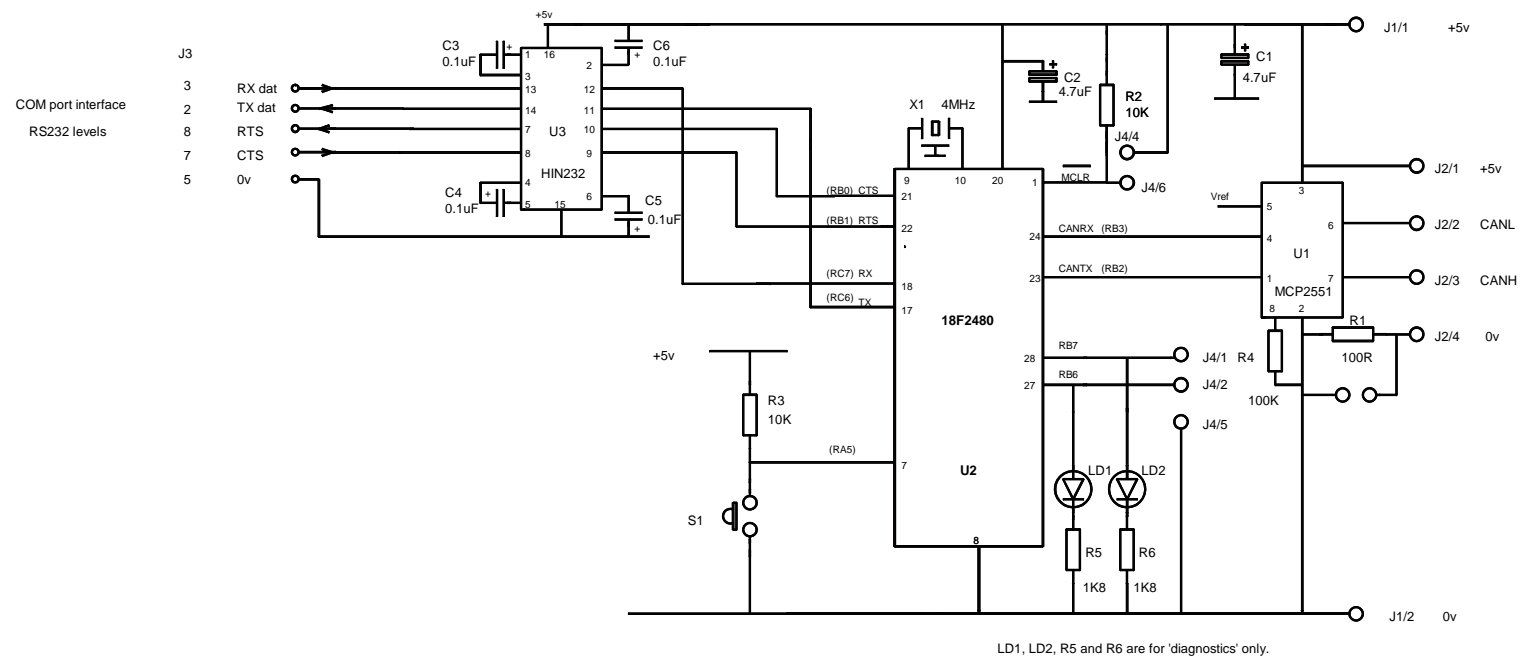 +5v
J1/1 +5v
J3
C3
0.1uF
1
16
3
2
C6
0.1uF
C1
4.7uF
C2
4.7uF
R2
10K
X1 4MHz
J4/4
3 RX dat
2 TX dat
8 RTS
7 CTS
5 0v
COM port interface
RS232 levels
13
14
7
8
12
11
10
9
U3
HIN232
4
5
15
6
C4
0.1uF
C5
0.1uF
9
10
20
1
MCLR
J4/6
J2/1 +5v
(RB0) CTS
21
(RB1) RTS
22
(RC7) RX
18
(RC6) TX
17
24
CANRX (RB3)
23
CANTX (RB2)
Vref
3
5
4
1
6
7
8
2
U1
MCP2551
J2/2 CANL
J2/3 CANH
J2/4 0v
18F2480
28
RB7
27
RB6
J4/1
J4/2
J4/5
R4
100K
R1
100R
+5v
R3
10K
(RA5)
7
U2
S1
8
LD1
LD2
R5
1K8
R6
1K8
J1/2 0v
LD1, LD2, R5 and R6 are for 'diagnostics' only.